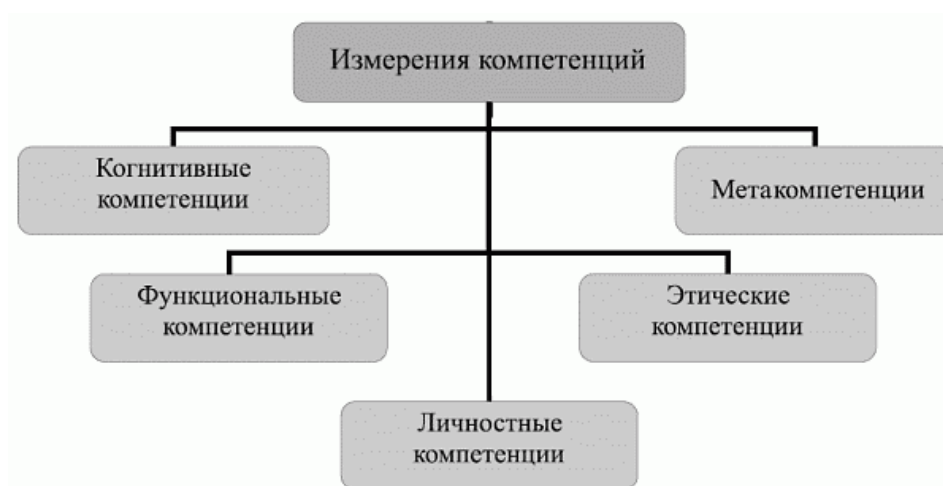 Измерения компетенций
Когнитивные
компетенции
Метакомпетенции
Функциональные
компетенции
Этические
компетенции
Личностные
компетенции